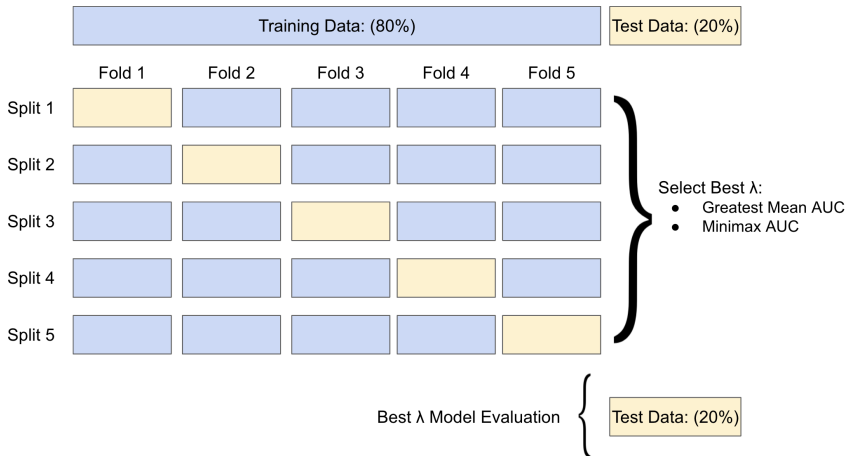 Training Data: (80%)
Test Data: (20%)
Fold 1
Fold 2
Fold 3
Fold 4
Fold 5
Split 1
Split 2
Split 3
Split 4
Split 5
Select Best λ:
● Greatest Mean AUC
● Minimax AUC
Best λ Model Evaluation
Test Data: (20%)